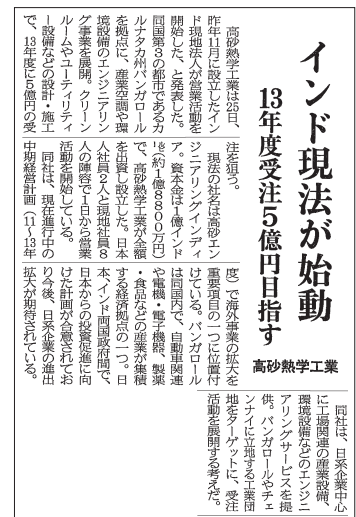 インド現法が始動
13年度受注5億円目指す
高砂熱学工業
高砂熱学工業は25日、
昨年11月に設立したイン
ド現地法人が営業活動を
開始した、と発表した。
同国第3の都市であるカ
ルナタカ州バンガロール
を拠点に、産業空調や環
境設備のエンジニアリン
グ事業を展開。クリーン
ルームやユーティリティ
ー設備などの設計・施工
で、13年度に5億円の受
注を狙う。
現法の社名は高砂エン
ジニアリングインディ
ア。資本金は1億インド
ルピー（約1億8800万円）
で、高砂熱学工業が全額
を出資し設立した。日本
人社員2人と現地社員8
人の陣容で1日から営業
活動を開始している。
同社は、現在進行中の
中期経営計画（11〜13年
度）で海外事業の拡大を
重要項目の一つに位置付
けている。バンガロール
は同国内で、自動車関連
や電機・電子機器、製薬
・食品などの産業が集積
する経済拠点の一つ。日
本、インド両国政府間で、
日本からの投資促進に向
けた計画が合意されてお
り今後、日系企業の進出
拡大が期待されている。
同社は、日系企業中心
に工場関連の産業設備、
環境設備などのエンジニ
アリングサービスを提
供。バンガロールやチェ
ンナイに立地する工業団
地をターゲットに、受注
活動を展開する考えだ。